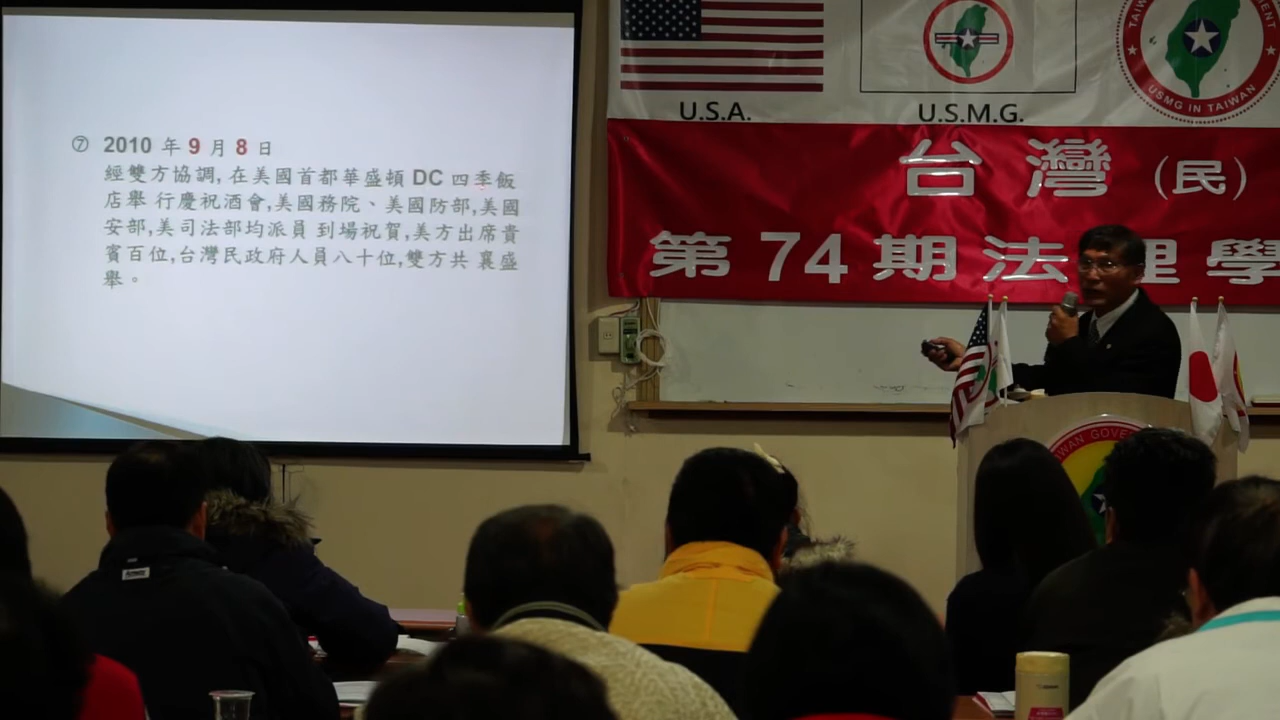 ⑦ 2010 年 9 月 8 日
經雙方協調, 在美國首都華盛頓 DC 四季飯
店舉 行慶祝酒會,美國務院、美國防部,美國
安部,美司法部均派員 到場祝賀,美方出席貴
賓百位,台灣民政府人員八十位,雙方共 襄盛
舉。
U.S.A.
U.S.M.G.
USMG IN TAIWAN
台 灣 (民)
第 74 期 法 理 學
WAN GOVE